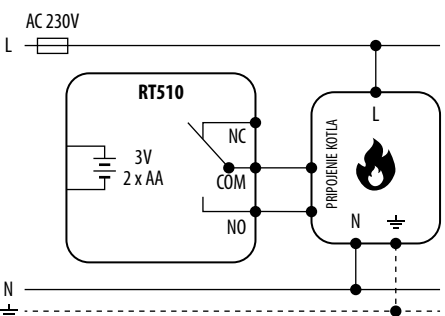 AC 230V
L
RT510
L
NC
3V
2 x AA
COM
PRIPOJENIE KOTLA
NO
N
N